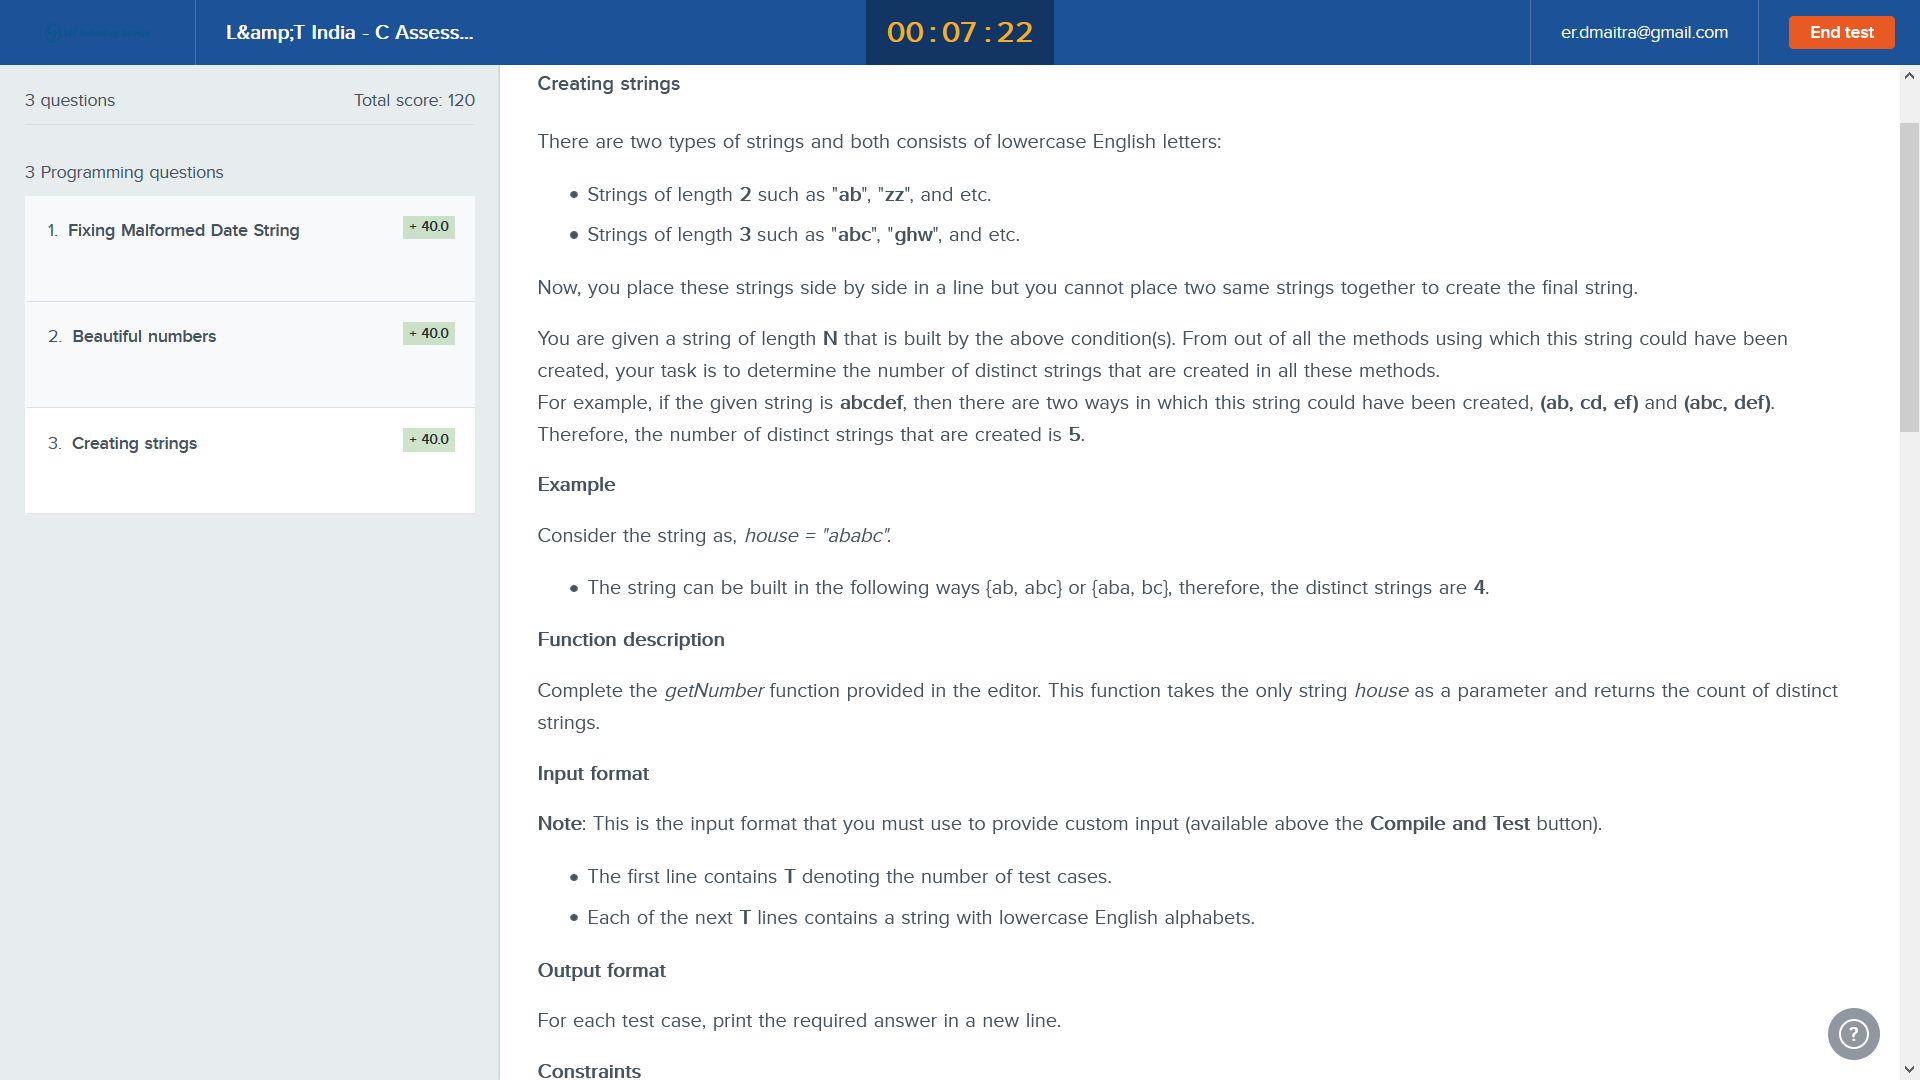 L&amp;T India - C Assess...
00:07:22
er.dmaitra@gmail.com
End test
3 questions
Total score: 120
3 Programming questions
1. Fixing Malformed Date String
+ 40.0
2. Beautiful numbers
+ 40.0
3. Creating strings
+ 40.0
Creating strings
There are two types of strings and both consists of lowercase English letters:
• Strings of length 2 such as "ab", "zz", and etc.
• Strings of length 3 such as "abc", "ghw", and etc.
Now, you place these strings side by side in a line but you cannot place two same strings together to create the final string.
You are given a string of length N that is built by the above condition(s). From out of all the methods using which this string could have been
created, your task is to determine the number of distinct strings that are created in all these methods.
For example, if the given string is abcdef, then there are two ways in which this string could have been created, (ab, cd, ef) and (abc, def).
Therefore, the number of distinct strings that are created is 5.
Example
Consider the string as, house = "ababc".
• The string can be built in the following ways {ab, abc} or {aba, bc}, therefore, the distinct strings are 4.
Function description
Complete the getNumber function provided in the editor. This function takes the only string house as a parameter and returns the count of distinct
strings.
Input format
Note: This is the input format that you must use to provide custom input (available above the Compile and Test button).
• The first line contains T denoting the number of test cases.
• Each of the next T lines contains a string with lowercase English alphabets.
Output format
For each test case, print the required answer in a new line.
Constraints
?